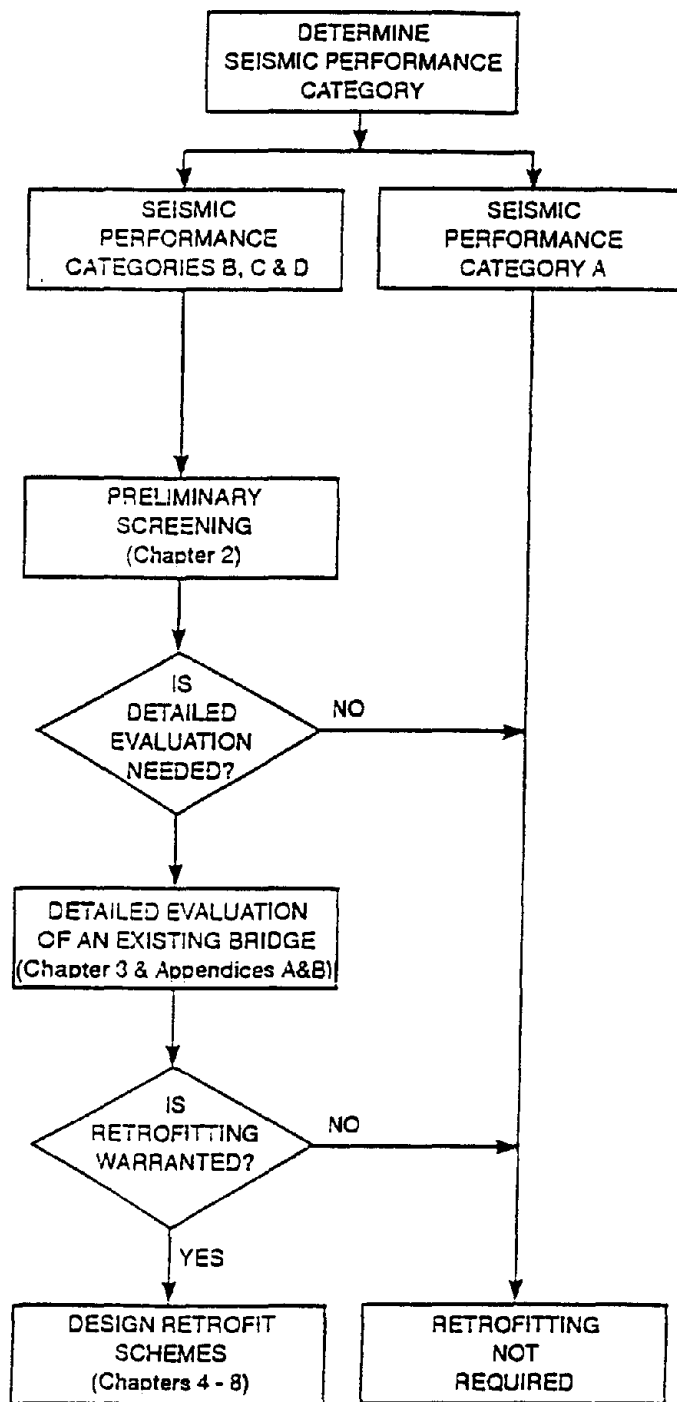 DETERMINE
SEISMIC PERFORMANCE
CATEGORY
SEISMIC
PERFORMANCE
CATEGORIES B, C & D
SEISMIC
PERFORMANCE
CATEGORY A
PRELIMINARY
SCREENING
(Chapter 2)
IS
DETAILED
EVALUATION
NEEDED?
NO
DETAILED EVALUATION
OF AN EXISTING BRIDGE
(Chapter 3 & Appendices A&B)
IS
RETROFITTING
WARRANTED?
NO
YES
DESIGN RETROFIT
SCHEMES
(Chapters 4 - 8)
RETROFITTING
NOT
REQUIRED